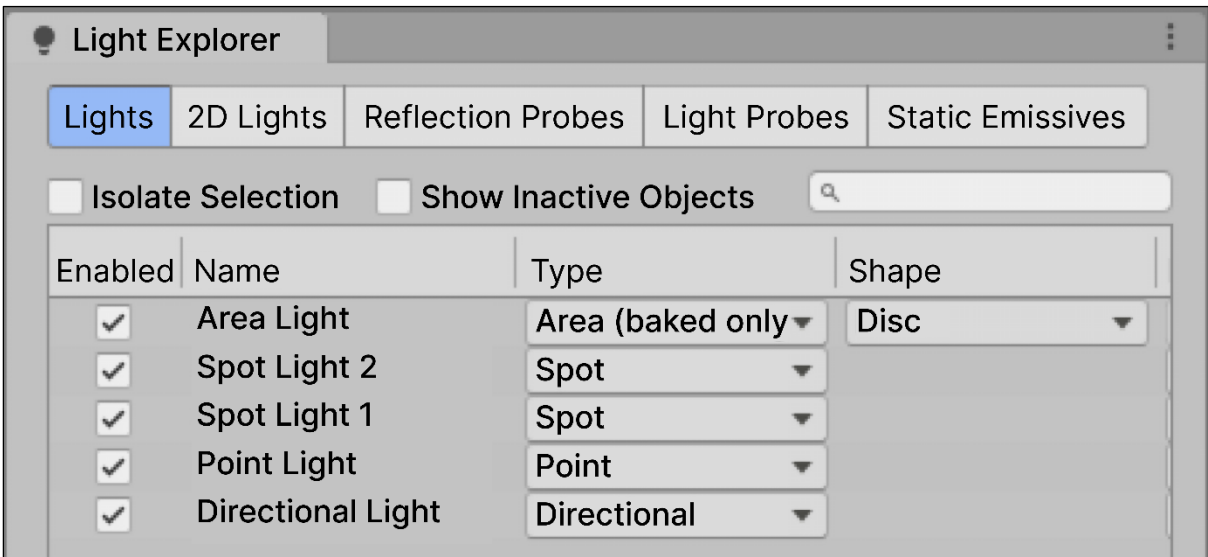 Light Explorer
Lights 2D Lights Reflection Probes Light Probes Static Emissives
Isolate Selection Show Inactive Objects
Enabled Name Type Shape
Area Light Area (baked only Disc
Spot Light 2 Spot
Spot Light 1 Spot
Point Light Point
Directional Light Directional